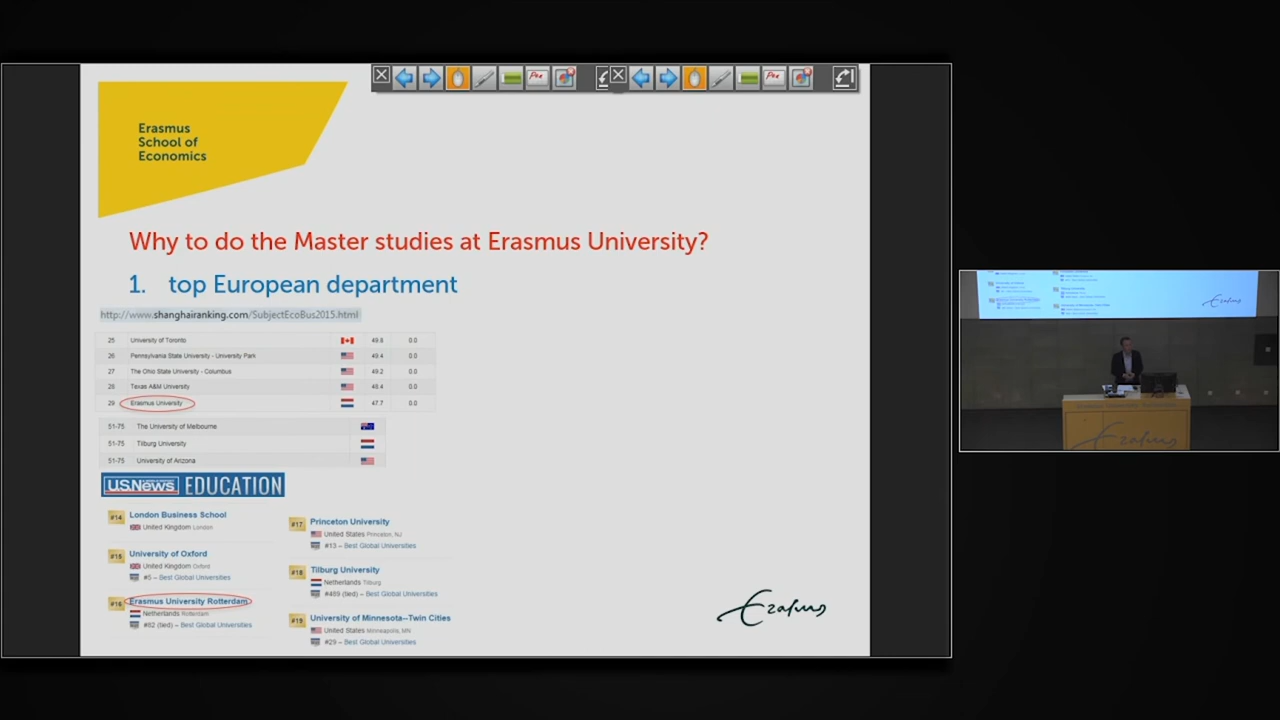 Erasmus
School of
Economics
Why to do the Master studies at Erasmus University?
1. top European department
http://www.shanghairanking.com/SubjectEcoBus2015.html
25 University of Toronto 49.8 0.0
26 Pennsylvania State University - University Park 49.4 0.0
27 The Ohio State University - Columbus 49.2 0.0
28 Texas A&M University 48.4 0.0
29 Erasmus University 47.7 0.0
51-75 The University of Melbourne
51-75 Tilburg University
51-75 University of Arizona
U.S.News EDUCATION
#14 London Business School
United Kingdom London
#15 University of Oxford
United Kingdom Oxford
#5 – Best Global Universities
#16 Erasmus University Rotterdam
Netherlands Rotterdam
#82 (tied) – Best Global Universities
#17 Princeton University
United States Princeton, NJ
#13 – Best Global Universities
#18 Tilburg University
Netherlands Tilburg
#489 (tied) – Best Global Universities
#19 University of Minnesota--Twin Cities
United States Minneapolis, MN
#29 – Best Global Universities
Erasmus
Erasmus
Erasmus